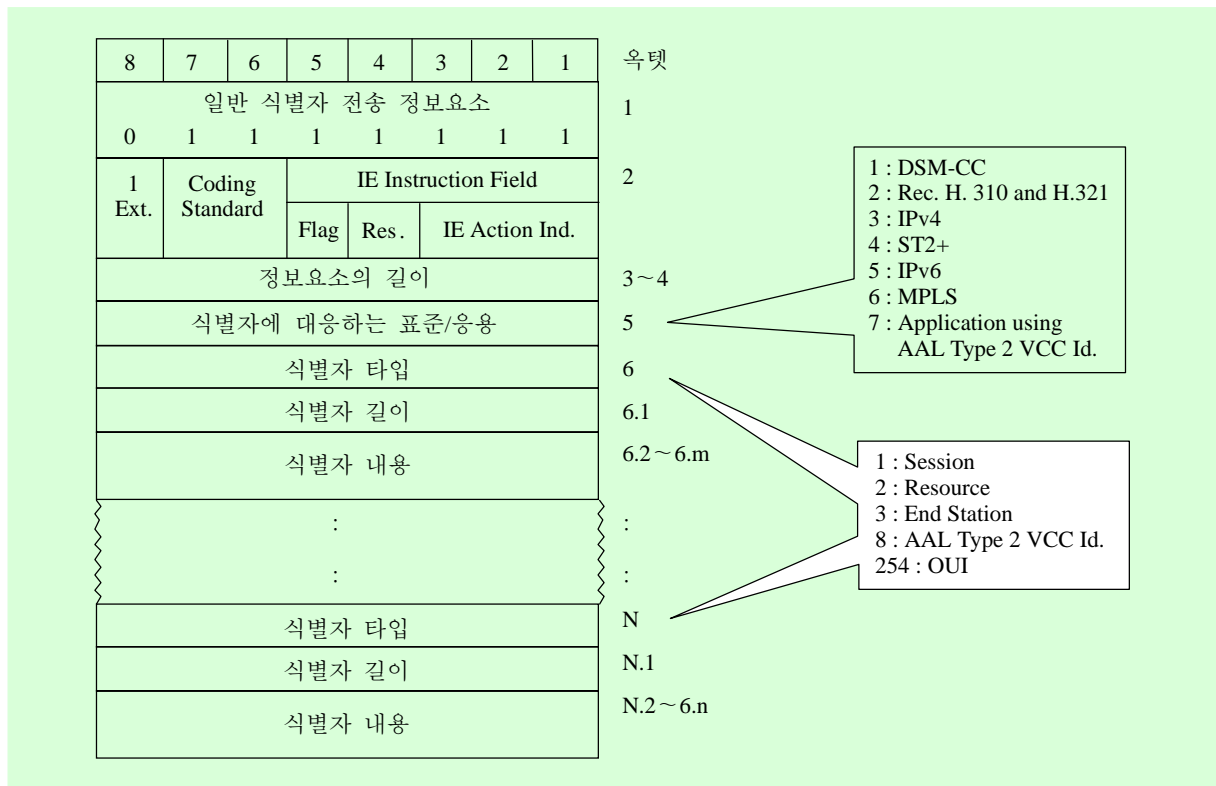 8 7 6 5 4 3 2 1 옥텟
일반 식별자 전송 정보요소 1
0 1 1 1 1 1 1 1
1 Ext. Coding Standard IE Instruction Field 2
Flag Res. IE Action Ind.
정보요소의 길이 3~4
식별자에 대응하는 표준/응용 5
식별자 타입 6
식별자 길이 6.1
식별자 내용 6.2~6.m
: :
: :
식별자 타입 N
식별자 길이 N.1
식별자 내용 N.2~6.n
1 : DSM-CC
2 : Rec. H. 310 and H.321
3 : IPv4
4 : ST2+
5 : IPv6
6 : MPLS
7 : Application using
AAL Type 2 VCC Id.
1 : Session
2 : Resource
3 : End Station
8 : AAL Type 2 VCC Id.
254 : OUI